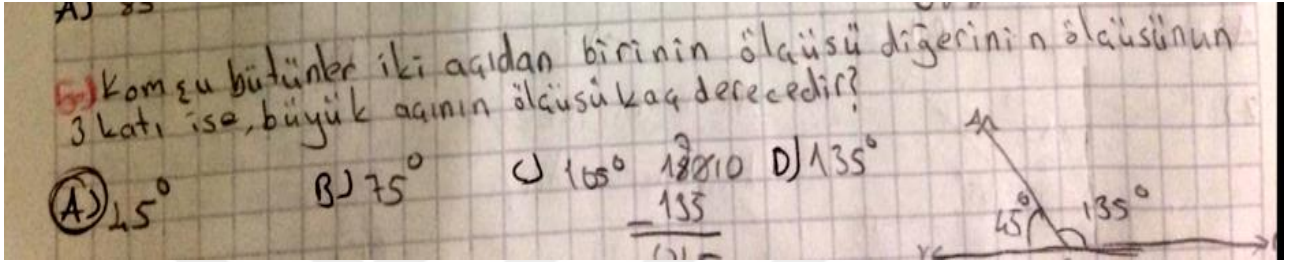 A) 85
5-) Komşu bütünler iki açıdan birinin ölçüsü diğerinin ölçüsünün
3 katı ise, büyük açının ölçüsü kaç derecedir?
A) 45° B) 75° C) 105° D) 135°
- 135
45° 135°